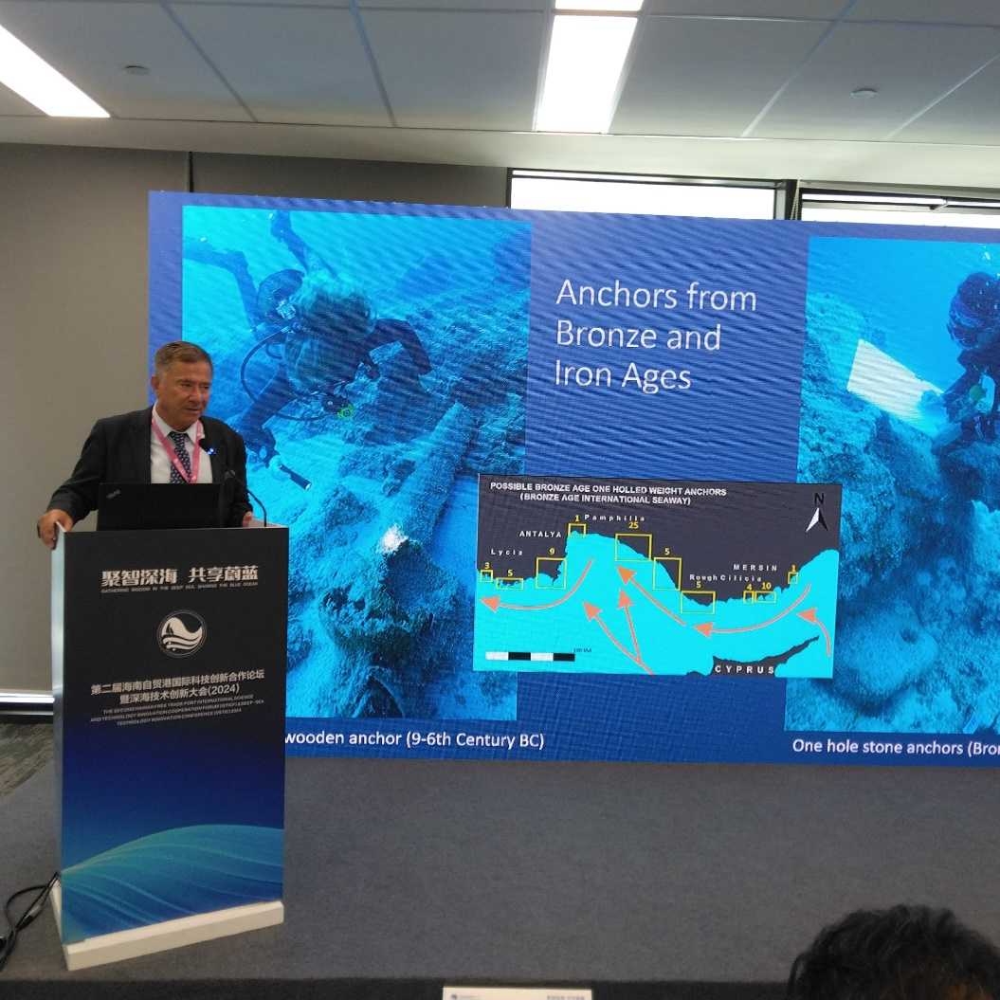 Anchors from
Bronze and
Iron Ages
POSSIBLE BRONZE AGE ONE HOLLED WEIGHT ANCHORS
(BRONZE AGE INTERNATIONAL SEAWAY)
N
1
Pamphilia
25
ANTALYA
Lycia
9
5
3
5
MERSIN
Rough Cilicia
1
5
4
10
100 KM
CYPRUS
wooden anchor (9-6th Century BC)
One hole stone anchors (Bro
聚智深海 共享蔚蓝
GATHERING WISDOM IN THE DEEP SEA, SHARING THE BLUE OCEAN
第二届海南自贸港国际科技创新合作论坛
暨深海技术创新大会(2024)
THE SECOND HAINAN FREE TRADE PORT INTERNATIONAL SCIENCE
AND TECHNOLOGY INNOVATION COOPERATION FORUM (ISTICF) & DEEP-SEA
TECHNOLOGY INNOVATION CONFERENCE (DSTIC) 2024